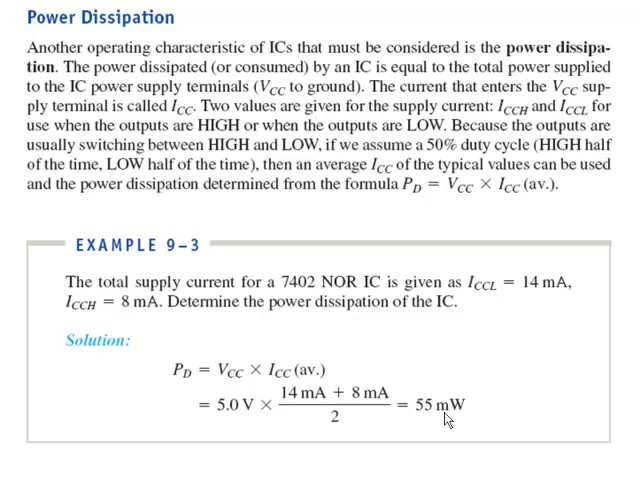 Power Dissipation
Another operating characteristic of ICs that must be considered is the power dissipa-
tion. The power dissipated (or consumed) by an IC is equal to the total power supplied
to the IC power supply terminals (VCC to ground). The current that enters the VCC sup-
ply terminal is called ICC. Two values are given for the supply current: ICCH and ICCL for
use when the outputs are HIGH or when the outputs are LOW. Because the outputs are
usually switching between HIGH and LOW, if we assume a 50% duty cycle (HIGH half
of the time, LOW half of the time), then an average ICC of the typical values can be used
and the power dissipation determined from the formula PD = VCC × ICC (av.).
EXAMPLE 9–3
The total supply current for a 7402 NOR IC is given as ICCL = 14 mA,
ICCH = 8 mA. Determine the power dissipation of the IC.
Solution:
PD = VCC × ICC (av.)
= 5.0 V × 14 mA + 8 mA / 2 = 55 mW